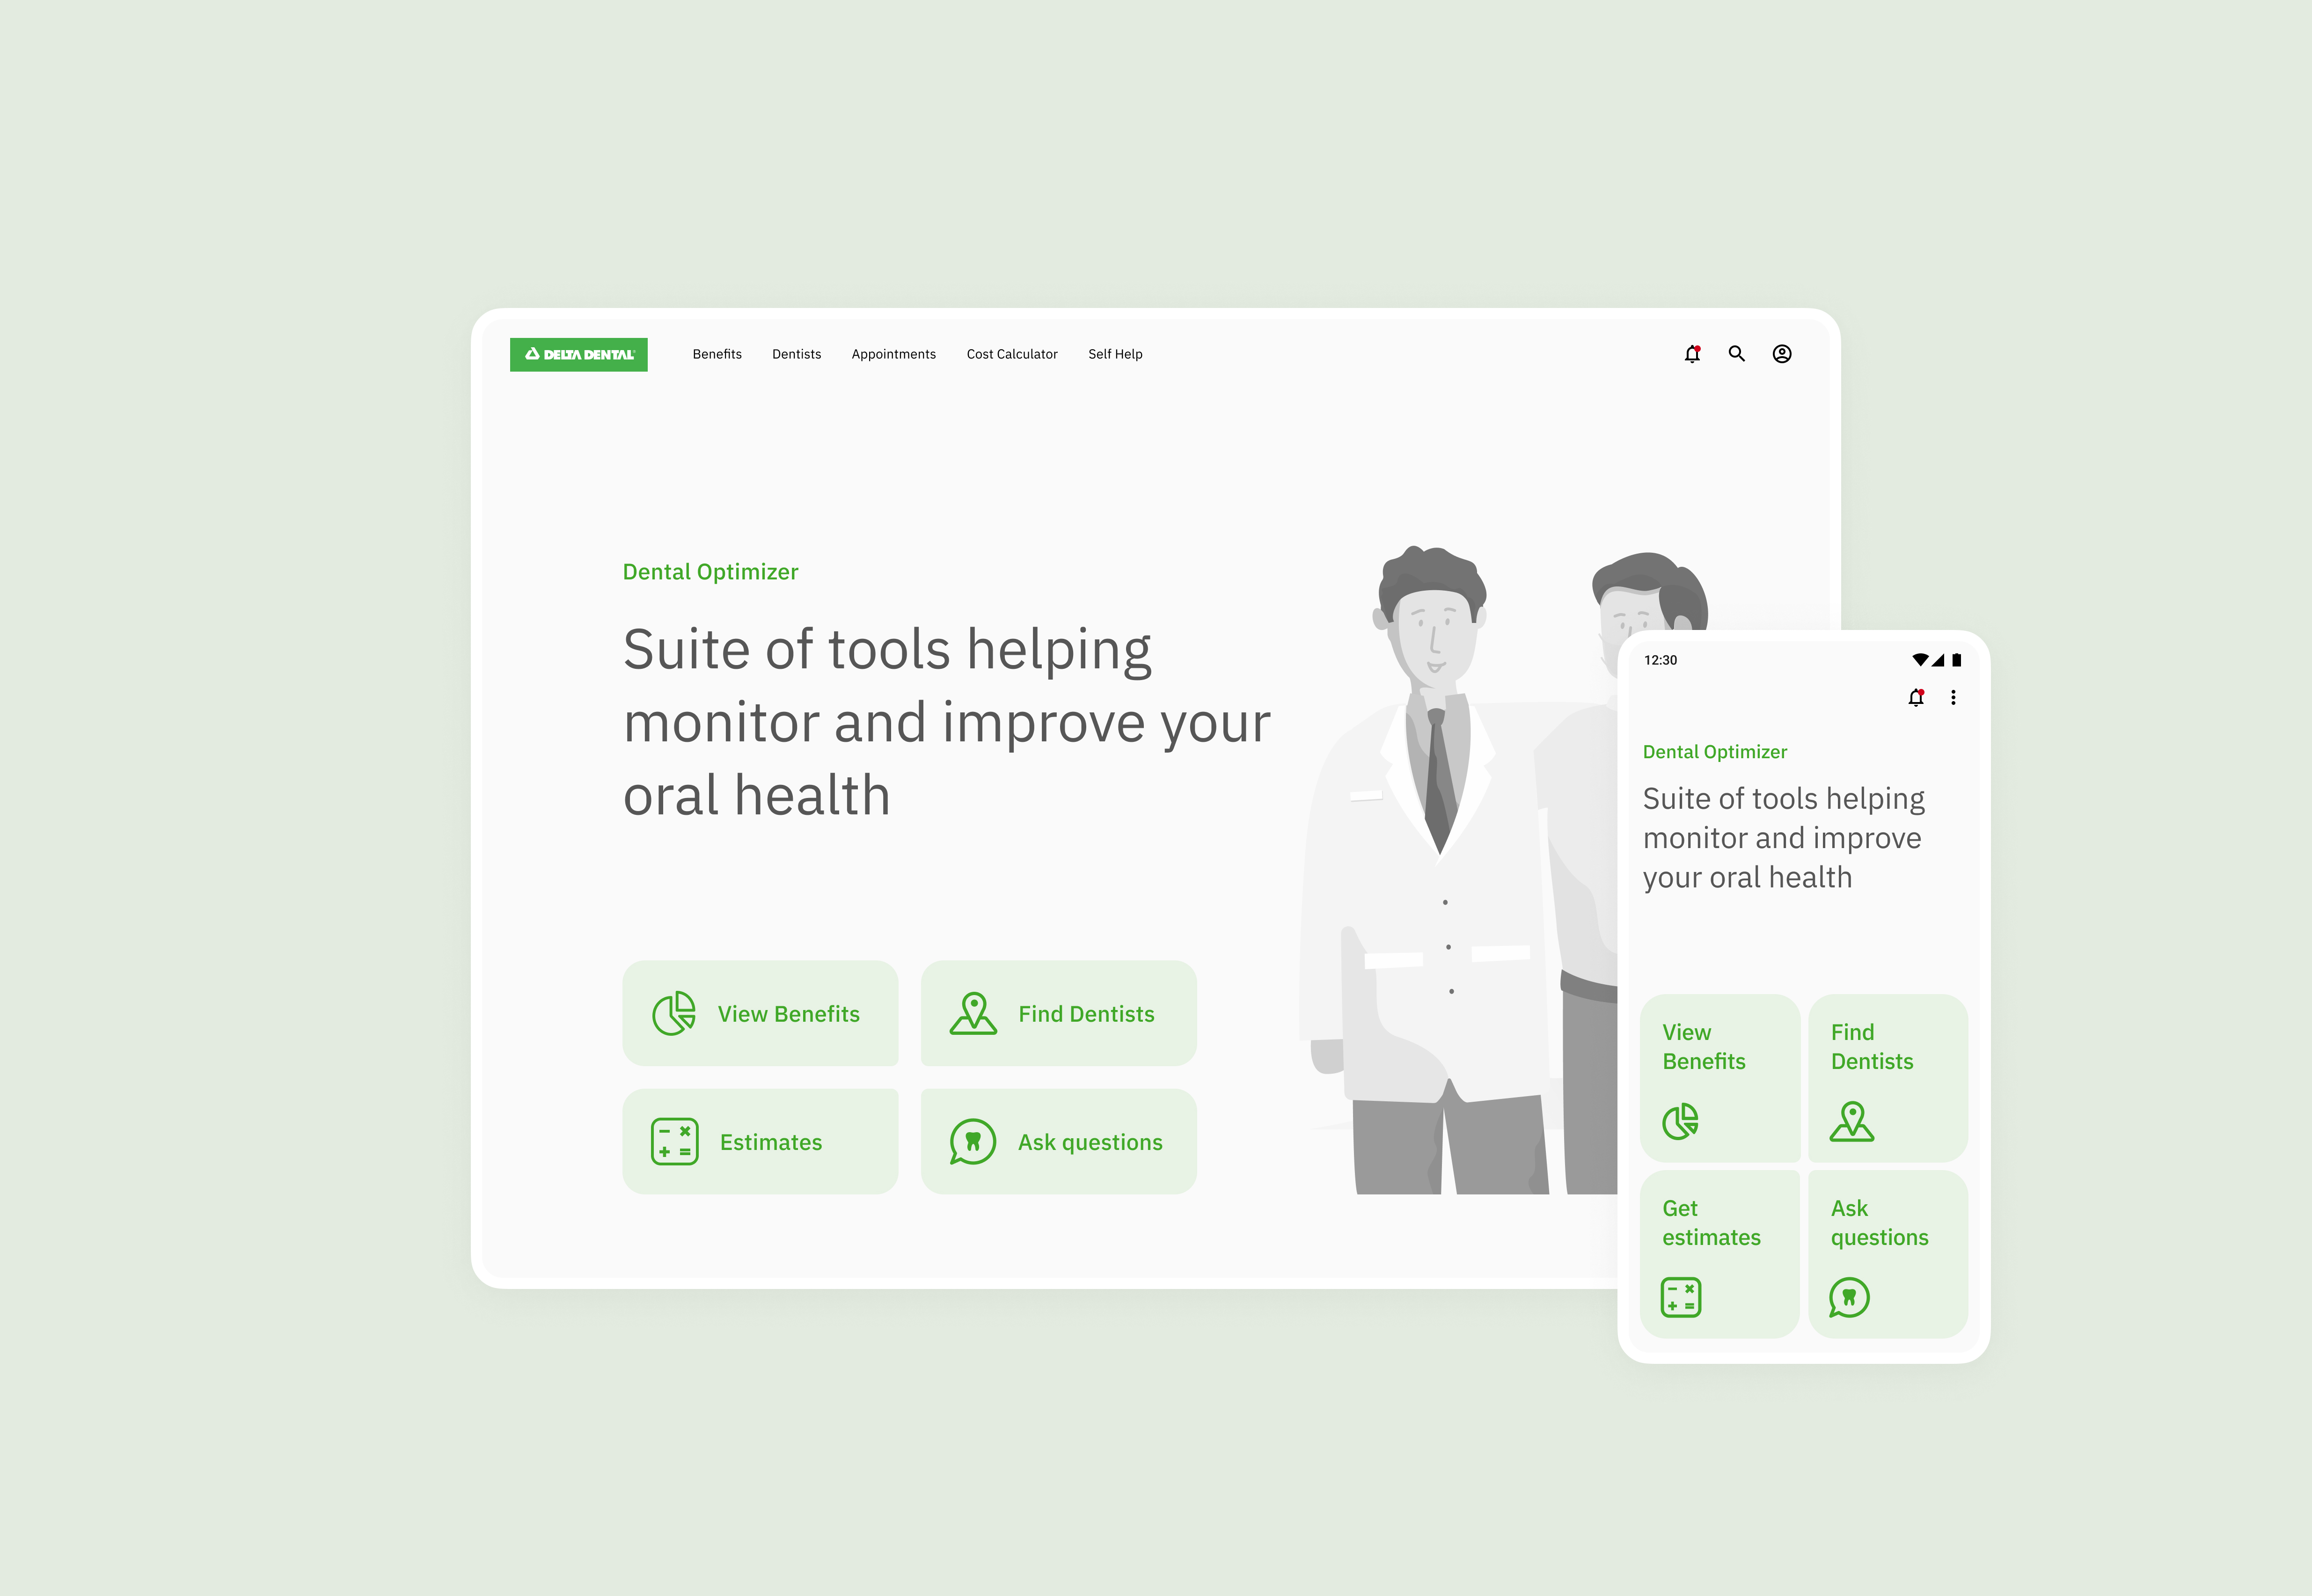 DELTA DENTAL
Benefits Dentists Appointments Cost Calculator Self Help
Dental Optimizer
Suite of tools helping
monitor and improve your
oral health
View Benefits
Find Dentists
Estimates
Ask questions
12:30
Dental Optimizer
Suite of tools helping
monitor and improve
your oral health
View
Benefits
Find
Dentists
Get
estimates
Ask
questions